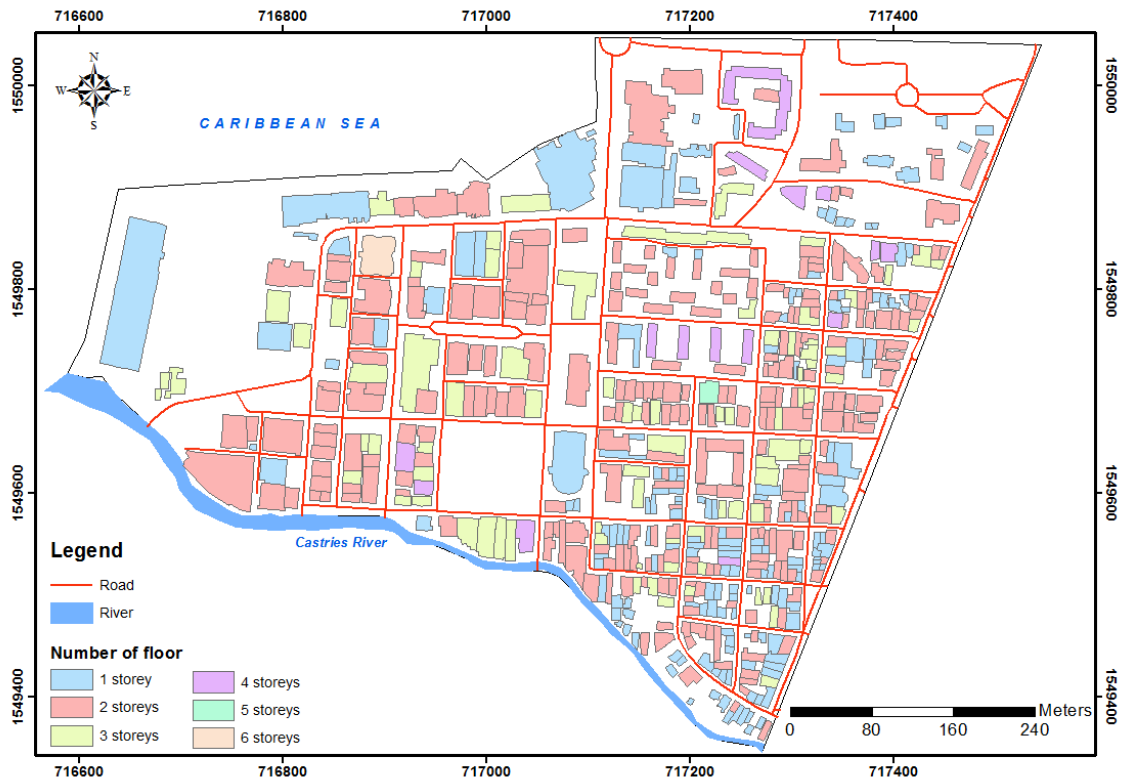 716600 716800 717000 717200 717400
N
W E
S
CARIBBEAN SEA
1550000 1550000
1549800 1549800
1549600 1549600
1549400 1549400
Castries River
Legend
Road
River
Number of floor
1 storey 4 storeys
2 storeys 5 storeys
3 storeys 6 storeys
Meters
0 80 160 240
716600 716800 717000 717200 717400